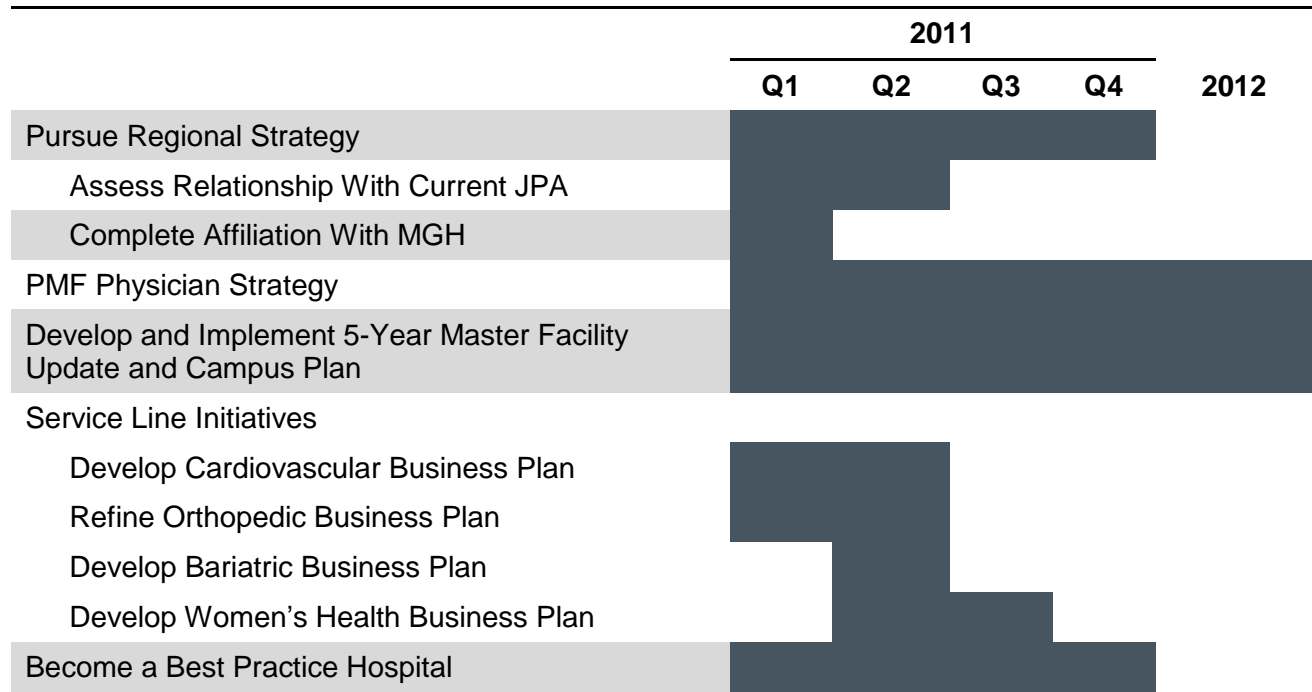 2011
Q1 Q2 Q3 Q4 2012
Pursue Regional Strategy
Assess Relationship With Current JPA
Complete Affiliation With MGH
PMF Physician Strategy
Develop and Implement 5-Year Master Facility
Update and Campus Plan
Service Line Initiatives
Develop Cardiovascular Business Plan
Refine Orthopedic Business Plan
Develop Bariatric Business Plan
Develop Women’s Health Business Plan
Become a Best Practice Hospital